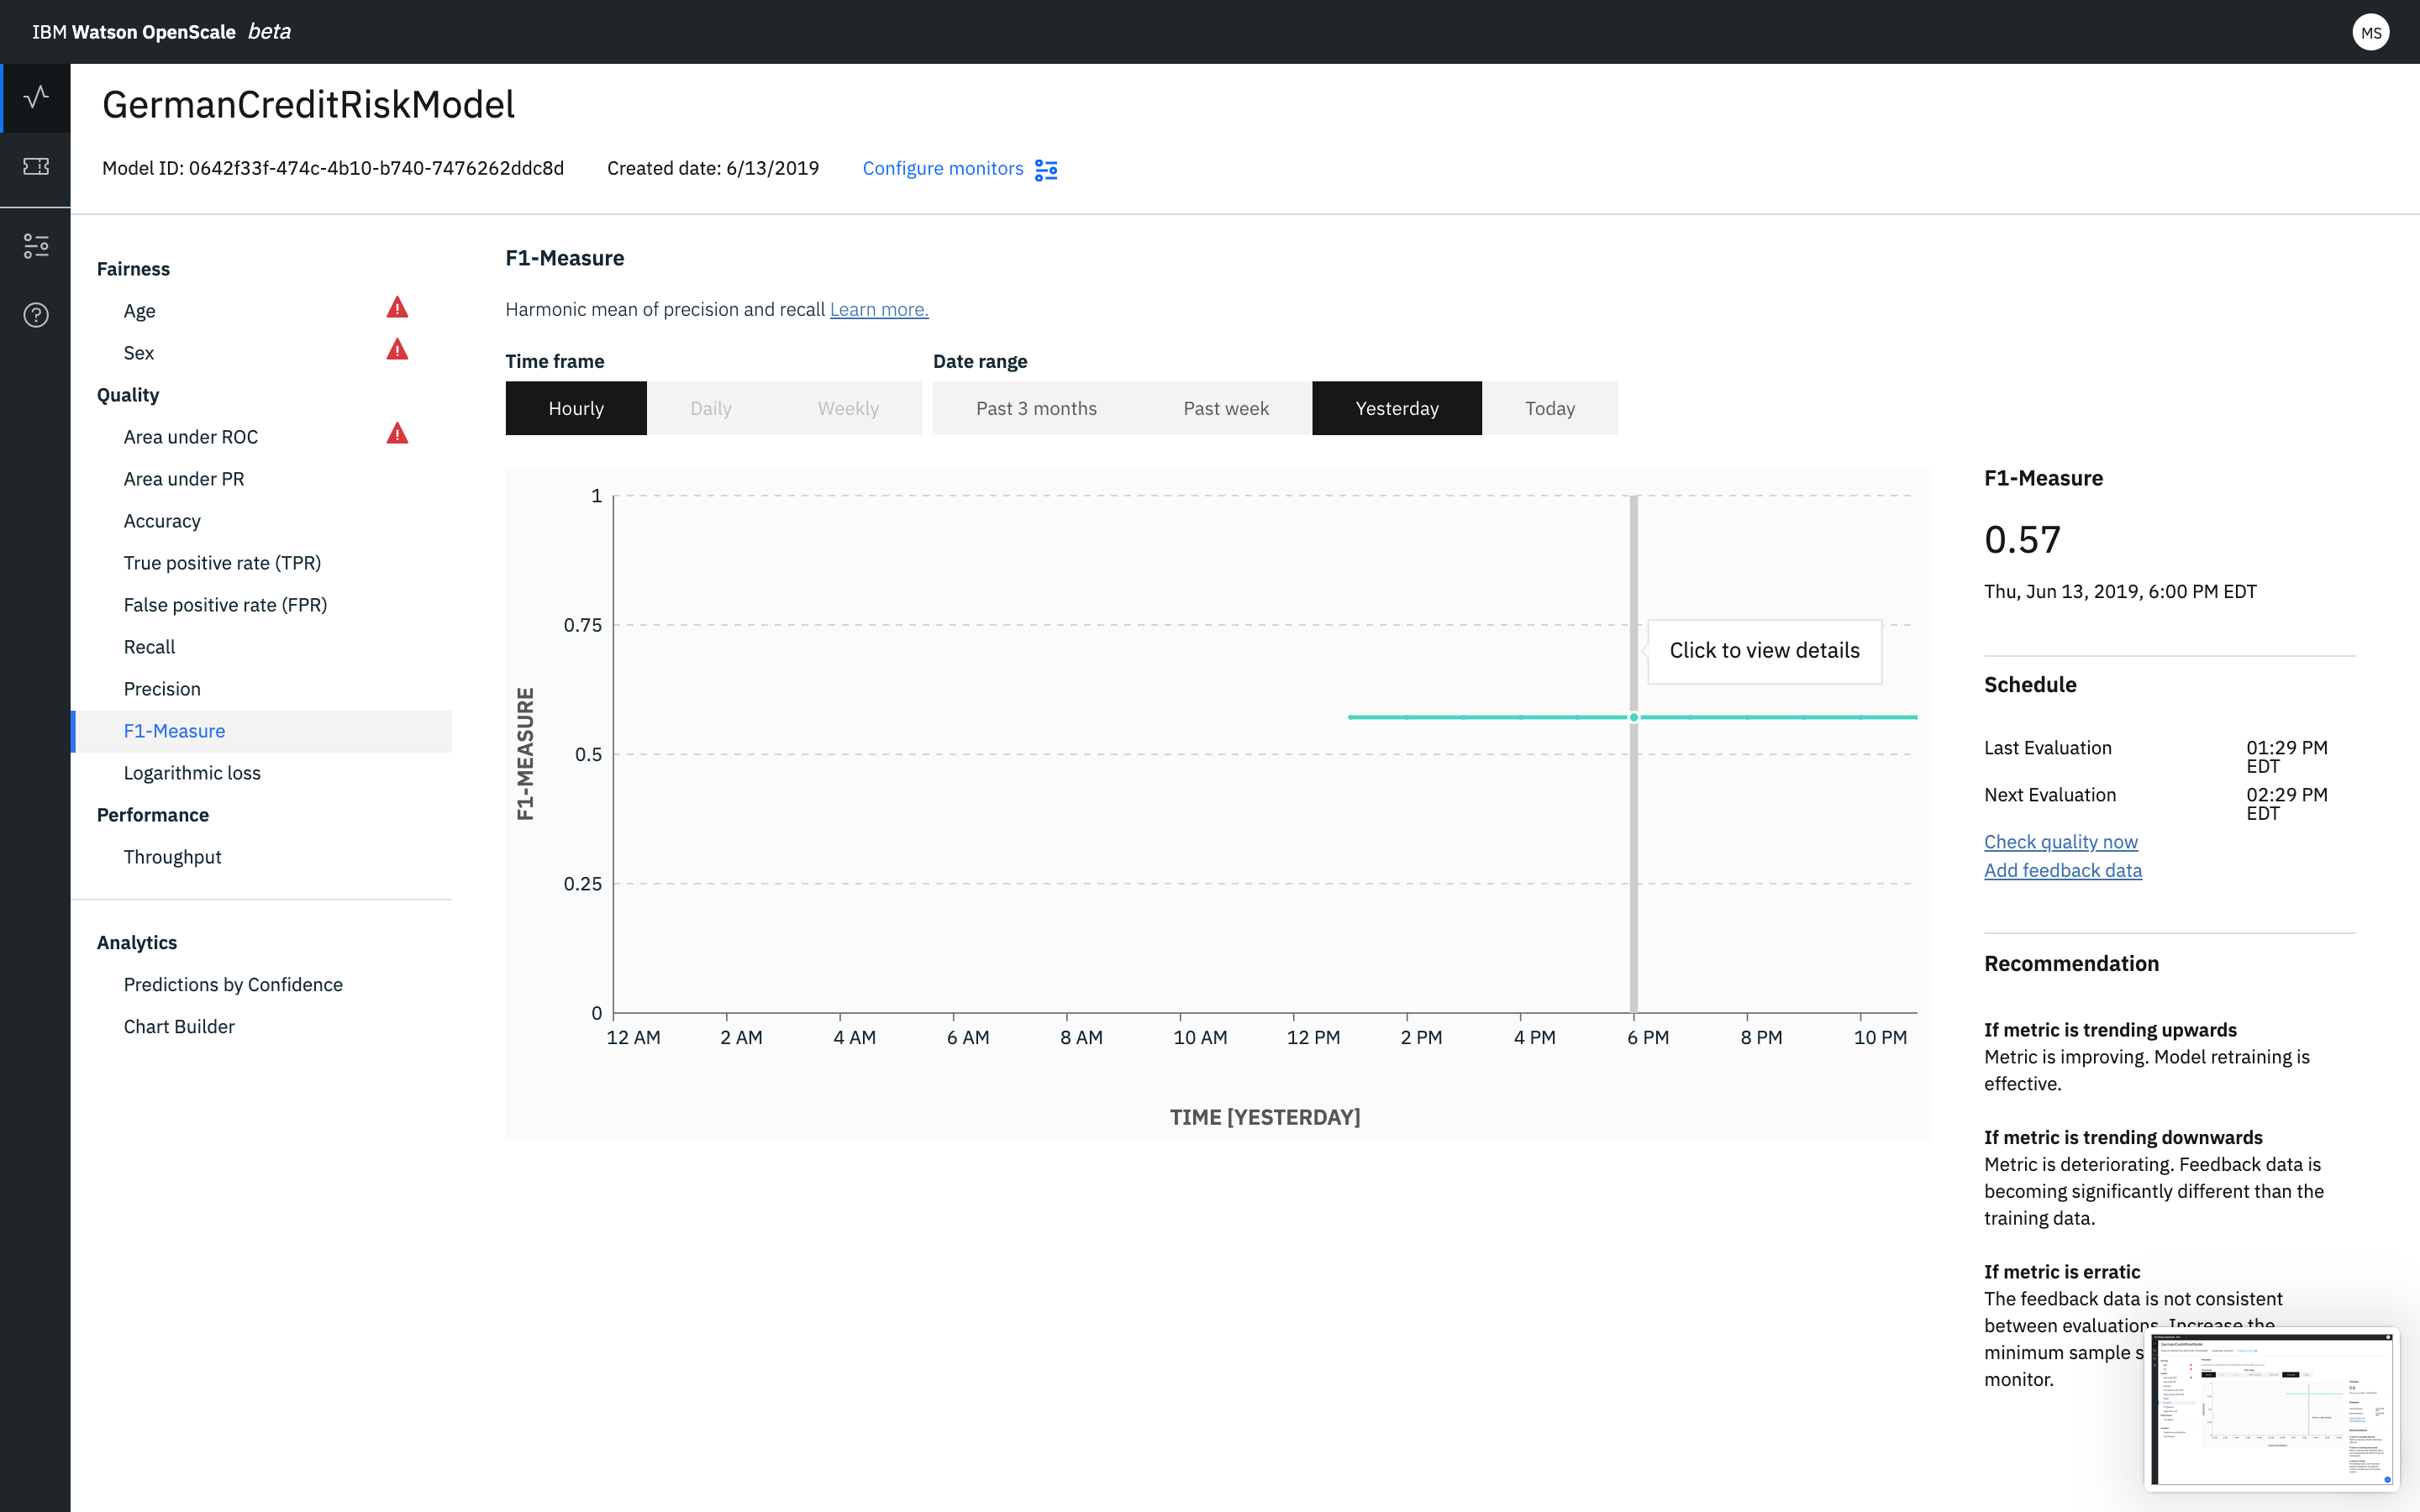 IBM Watson OpenScale beta
MS
GermanCreditRiskModel
Model ID: 0642f33f-474c-4b10-b740-7476262ddc8d Created date: 6/13/2019 Configure monitors
Fairness
Age
Sex
Quality
Area under ROC
Area under PR
Accuracy
True positive rate (TPR)
False positive rate (FPR)
Recall
Precision
F1-Measure
Logarithmic loss
Performance
Throughput
Analytics
Predictions by Confidence
Chart Builder
F1-Measure
Harmonic mean of precision and recall Learn more.
Time frame
Hourly Daily Weekly
Date range
Past 3 months Past week Yesterday Today
F1-MEASURE
1
0.75
0.5
0.25
0
Click to view details
12 AM 2 AM 4 AM 6 AM 8 AM 10 AM 12 PM 2 PM 4 PM 6 PM 8 PM 10 PM
TIME [YESTERDAY]
F1-Measure
0.57
Thu, Jun 13, 2019, 6:00 PM EDT
Schedule
Last Evaluation 01:29 PM
EDT
Next Evaluation 02:29 PM
EDT
Check quality now
Add feedback data
Recommendation
If metric is trending upwards
Metric is improving. Model retraining is
effective.
If metric is trending downwards
Metric is deteriorating. Feedback data is
becoming significantly different than the
training data.
If metric is erratic
The feedback data is not consistent
between evaluations. Increase the
minimum sample s
monitor.
GermanCreditRiskModel